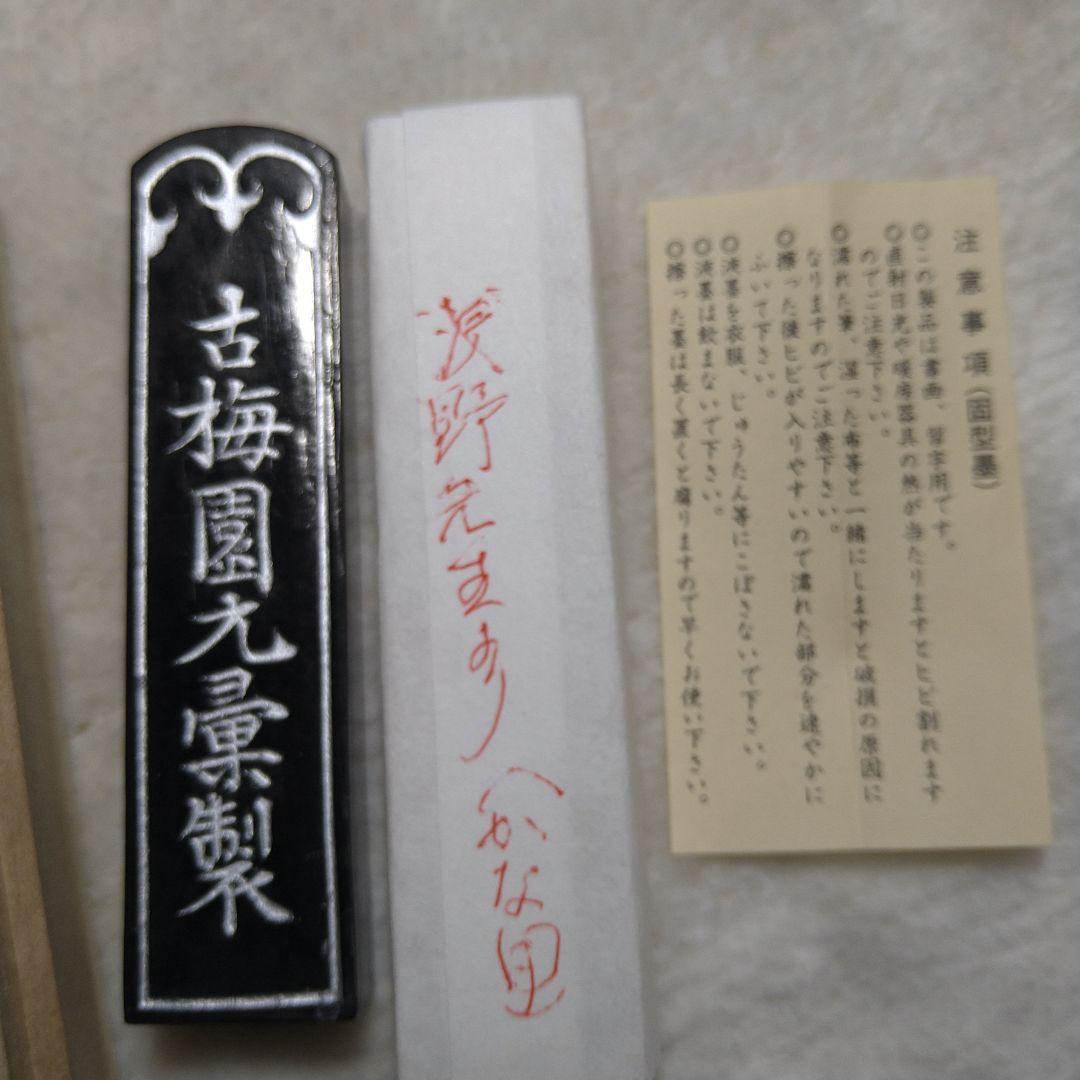 古梅園允彙製
浅野先生より(かな用)
注意事項(固型墨)
◎この製品は書画、習字用です。
◎直射日光や暖房器具の熱が当たりますとヒビ割れます
のでご注意下さい。
◎濡れた筆、湿った布等と一緒にしますと破損の原因に
なりますのでご注意下さい。
◎擦った後ヒビが入りやすいので濡れた部分を速やかに
ふいて下さい。
◎液墨を衣服、じゅうたん等にこぼさないで下さい。
◎液墨は飲まないで下さい。
◎擦った墨は長く置くと腐りますので早くお使い下さい。